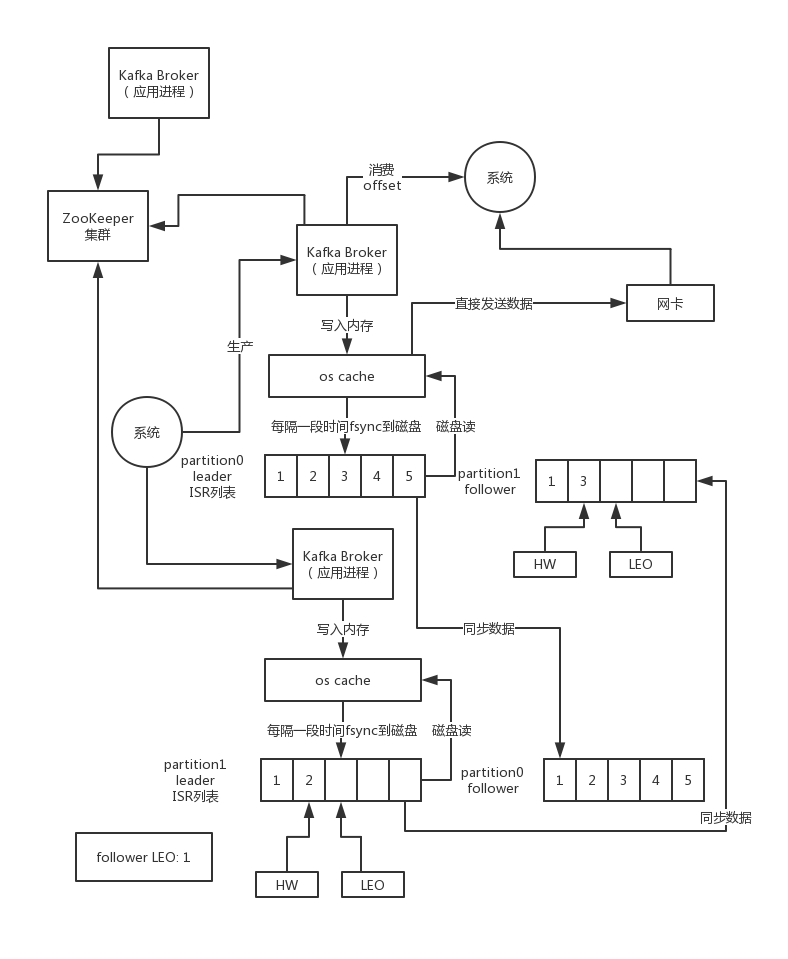 Kafka Broker
（应用进程）
消费
offset
系统
ZooKeeper
集群
Kafka Broker
（应用进程）
网卡
直接发送数据
写入内存
生产
os cache
系统
每隔一段时间fsync到磁盘
磁盘读
partition0
leader
ISR列表
1 2 3 4 5
partition1
follower
1 3
HW
LEO
Kafka Broker
（应用进程）
写入内存
同步数据
os cache
每隔一段时间fsync到磁盘
磁盘读
partition1
leader
ISR列表
1 2
partition0
follower
1 2 3 4 5
同步数据
follower LEO: 1
HW
LEO